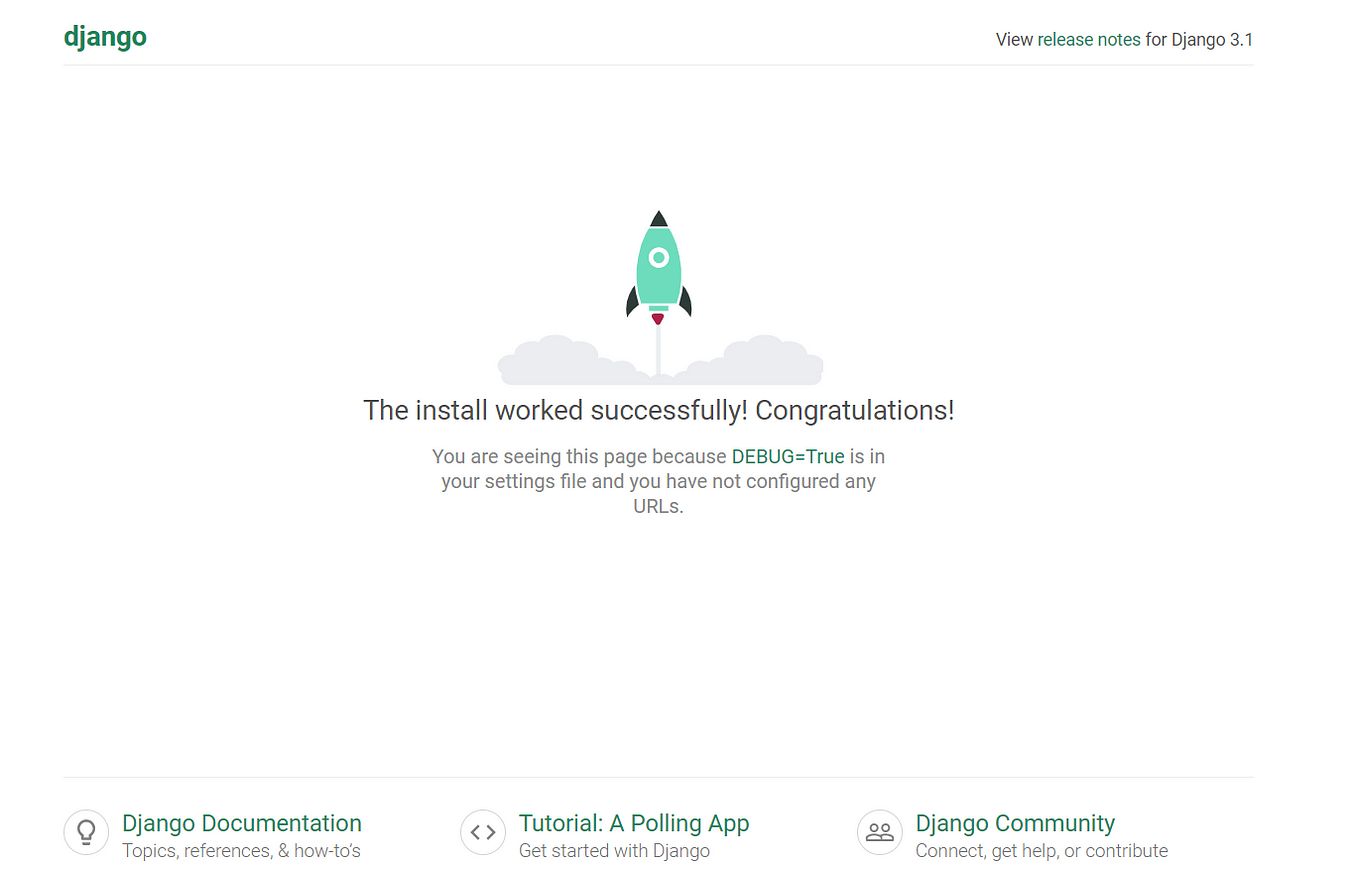 django
View release notes for Django 3.1
The install worked successfully! Congratulations!
You are seeing this page because DEBUG=True is in
your settings file and you have not configured any
URLs.
Django Documentation
Topics, references, & how-to’s
Tutorial: A Polling App
Get started with Django
Django Community
Connect, get help, or contribute